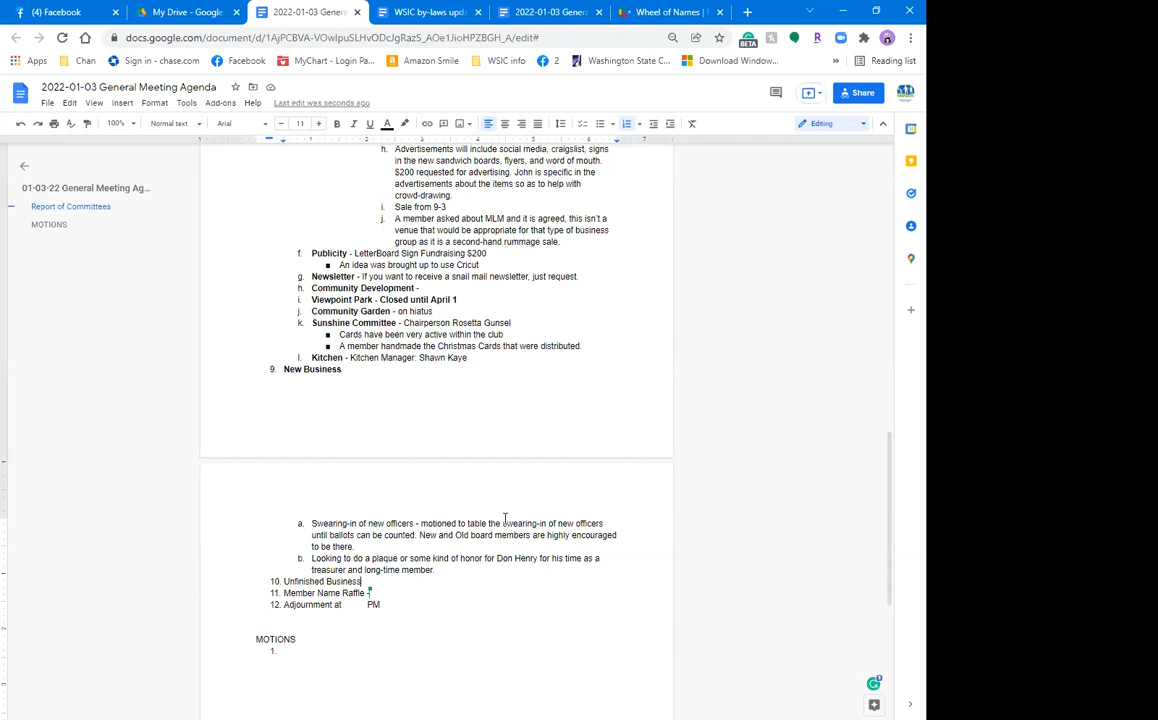 (4) Facebook
My Drive - Google
2022-01-03 Genera
WSIC by-laws upda
2022-01-03 Genera
Wheel of Names |
docs.google.com/document/d/1AjPCBVA-VOwIpuSLHvODcJgRazS_AOe1JioHPZBGH_A/edit#
BETA
Apps
Chan
Sign in - chase.com
Facebook
MyChart - Login Pa...
Amazon Smile
WSIC info
2
Washington State C...
Download Window...
»
Reading list
2022-01-03 General Meeting Agenda
File Edit View Insert Format Tools Add-ons Help Last edit was seconds ago
Share
100% Normal text Arial 11 Editing
01-03-22 General Meeting Ag...
Report of Committees
MOTIONS
h. Advertisements will include social media, craigslist, signs
in the new sandwich boards, flyers, and word of mouth.
$200 requested for advertising. John is specific in the
advertisements about the items so as to help with
crowd-drawing.
i. Sale from 9-3
j. A member asked about MLM and it is agreed, this isn't a
venue that would be appropriate for that type of business
group as it is a second-hand rummage sale.
f. Publicity - LetterBoard Sign Fundraising $200
■ An idea was brought up to use Cricut
g. Newsletter - If you want to receive a snail mail newsletter, just request.
h. Community Development -
i. Viewpoint Park - Closed until April 1
j. Community Garden - on hiatus
k. Sunshine Committee - Chairperson Rosetta Gunsel
■ Cards have been very active within the club
■ A member handmade the Christmas Cards that were distributed.
l. Kitchen - Kitchen Manager: Shawn Kaye
9. New Business
a. Swearing-in of new officers - motioned to table the swearing-in of new officers
until ballots can be counted. New and Old board members are highly encouraged
to be there.
b. Looking to do a plaque or some kind of honor for Don Henry for his time as a
treasurer and long-time member.
10. Unfinished Business
11. Member Name Raffle -
12. Adjournment at PM
MOTIONS
1.